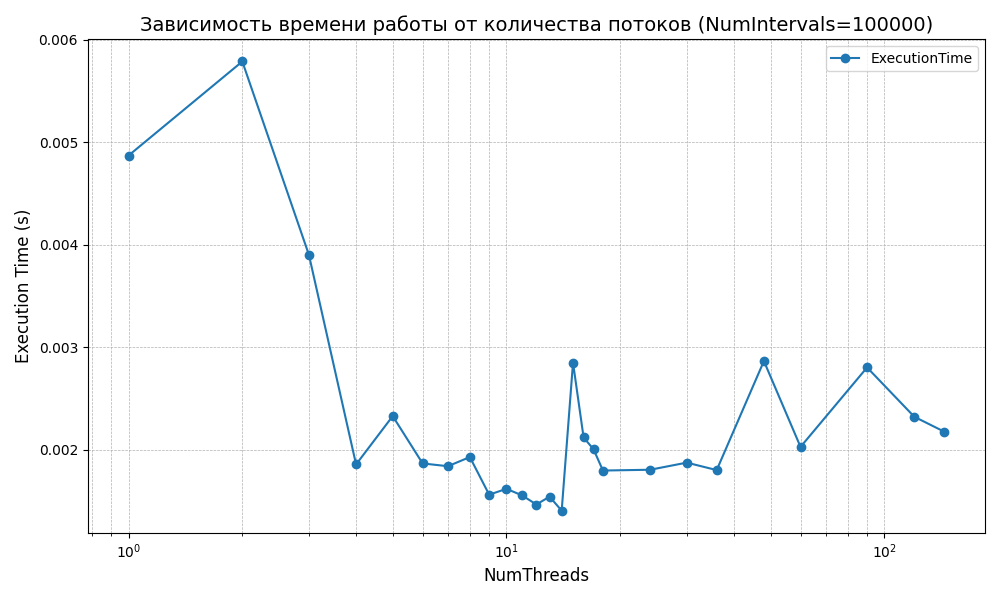 Зависимость времени работы от количества потоков (NumIntervals=100000)
ExecutionTime
0.006
0.005
0.004
0.003
0.002
Execution Time (s)
10⁰
10¹
10²
NumThreads